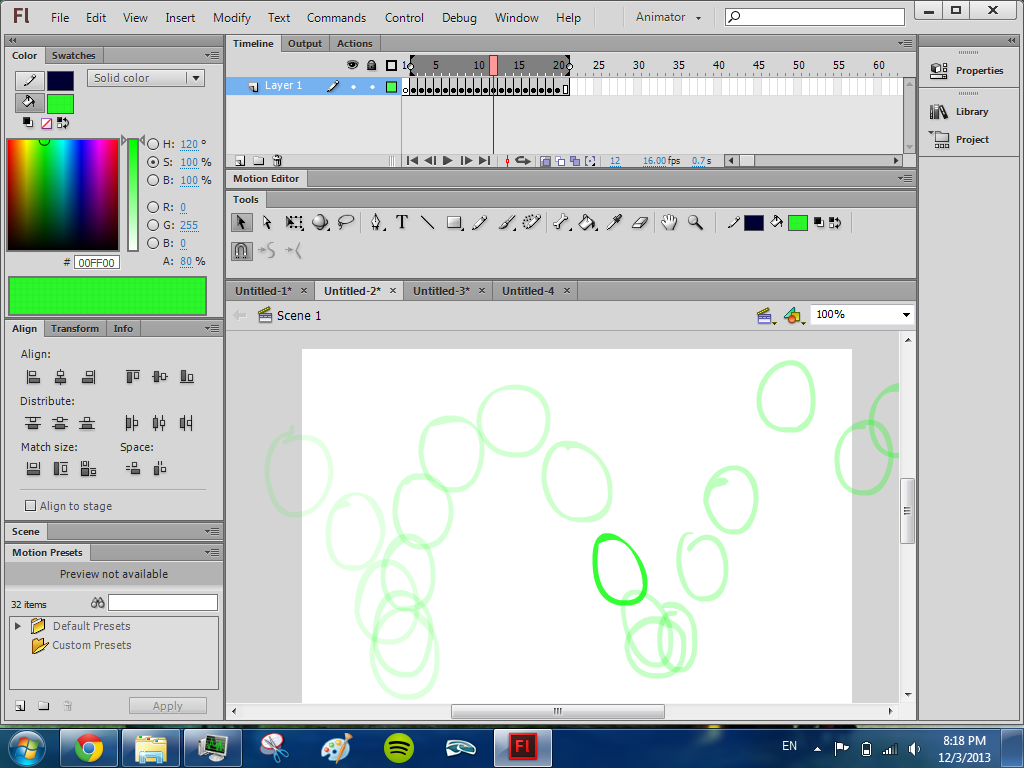 Fl File Edit View Insert Modify Text Commands Control Debug Window Help Animator
Color Swatches
Solid color
H: 120 °
S: 100 %
B: 100 %
R: 0
G: 255
B: 0
# 00FF00 A: 80 %
Align Transform Info
Align:
Distribute:
Match size: Space:
Align to stage
Scene
Motion Presets
Preview not available
32 items
Default Presets
Custom Presets
Apply
Timeline Output Actions
1 5 10 15 20 25 30 35 40 45 50 55 60
Layer 1
12 16.00 fps 0.7 s
Motion Editor
Tools
T
Untitled-1* × Untitled-2* × Untitled-3* × Untitled-4 ×
Scene 1 100%
Properties
Library
Project
Fl EN 8:18 PM
12/3/2013